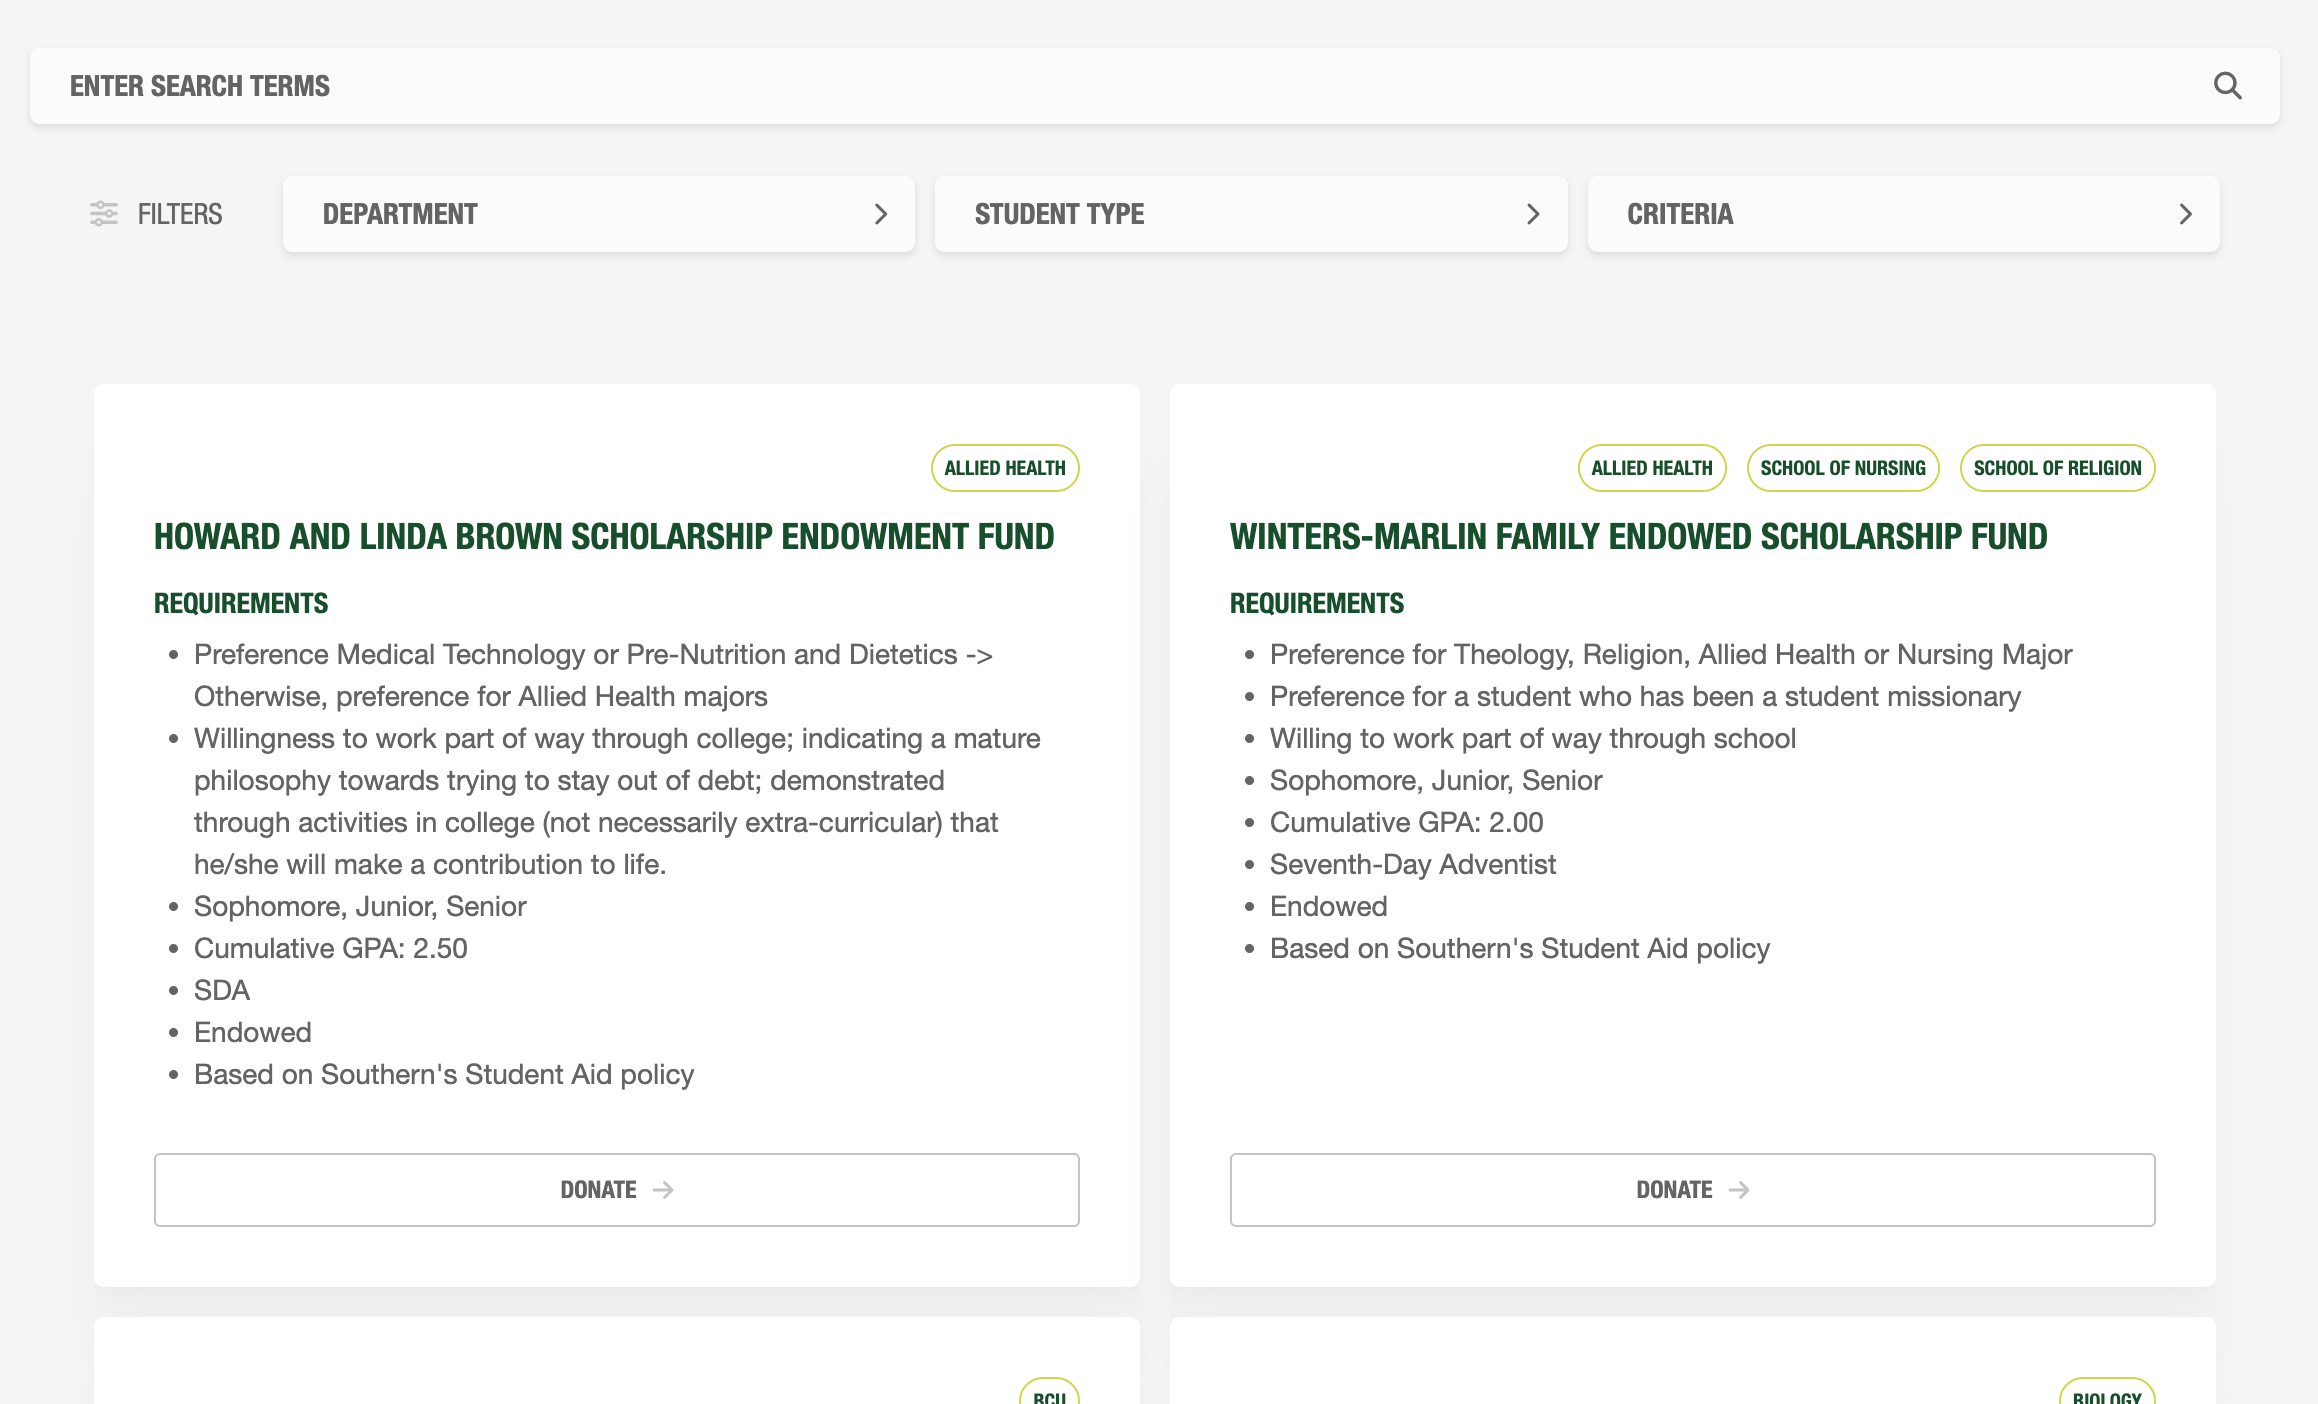 ENTER SEARCH TERMS
FILTERS
DEPARTMENT
STUDENT TYPE
CRITERIA
ALLIED HEALTH
HOWARD AND LINDA BROWN SCHOLARSHIP ENDOWMENT FUND
REQUIREMENTS
• Preference Medical Technology or Pre-Nutrition and Dietetics ->
Otherwise, preference for Allied Health majors
• Willingness to work part of way through college; indicating a mature
philosophy towards trying to stay out of debt; demonstrated
through activities in college (not necessarily extra-curricular) that
he/she will make a contribution to life.
• Sophomore, Junior, Senior
• Cumulative GPA: 2.50
• SDA
• Endowed
• Based on Southern's Student Aid policy
DONATE →
ALLIED HEALTH
SCHOOL OF NURSING
SCHOOL OF RELIGION
WINTERS-MARLIN FAMILY ENDOWED SCHOLARSHIP FUND
REQUIREMENTS
• Preference for Theology, Religion, Allied Health or Nursing Major
• Preference for a student who has been a student missionary
• Willing to work part of way through school
• Sophomore, Junior, Senior
• Cumulative GPA: 2.00
• Seventh-Day Adventist
• Endowed
• Based on Southern's Student Aid policy
DONATE →
BCU
BIOLOGY